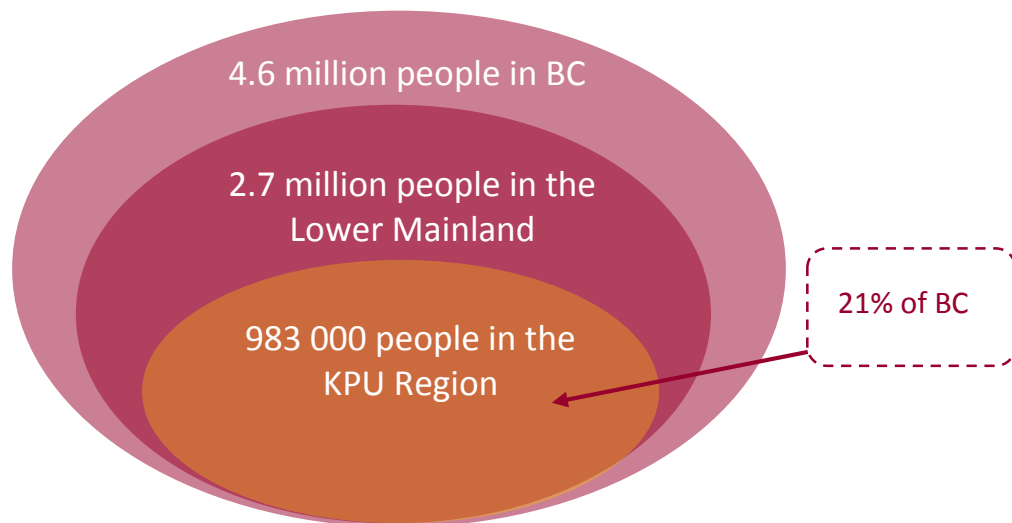 4.6 million people in BC
2.7 million people in the
Lower Mainland
983 000 people in the
KPU Region
21% of BC